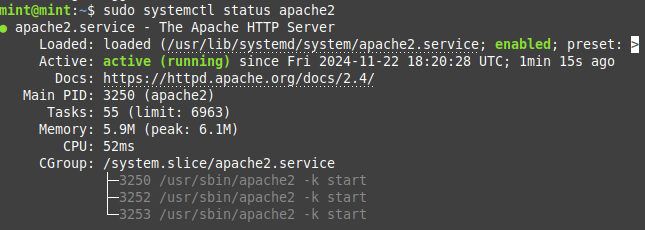 mint@mint:~$ sudo systemctl status apache2
● apache2.service - The Apache HTTP Server
Loaded: loaded (/usr/lib/systemd/system/apache2.service; enabled; preset: >
Active: active (running) since Fri 2024-11-22 18:20:28 UTC; 1min 15s ago
Docs: https://httpd.apache.org/docs/2.4/
Main PID: 3250 (apache2)
Tasks: 55 (limit: 6963)
Memory: 5.9M (peak: 6.1M)
CPU: 52ms
CGroup: /system.slice/apache2.service
├─3250 /usr/sbin/apache2 -k start
├─3252 /usr/sbin/apache2 -k start
└─3253 /usr/sbin/apache2 -k start